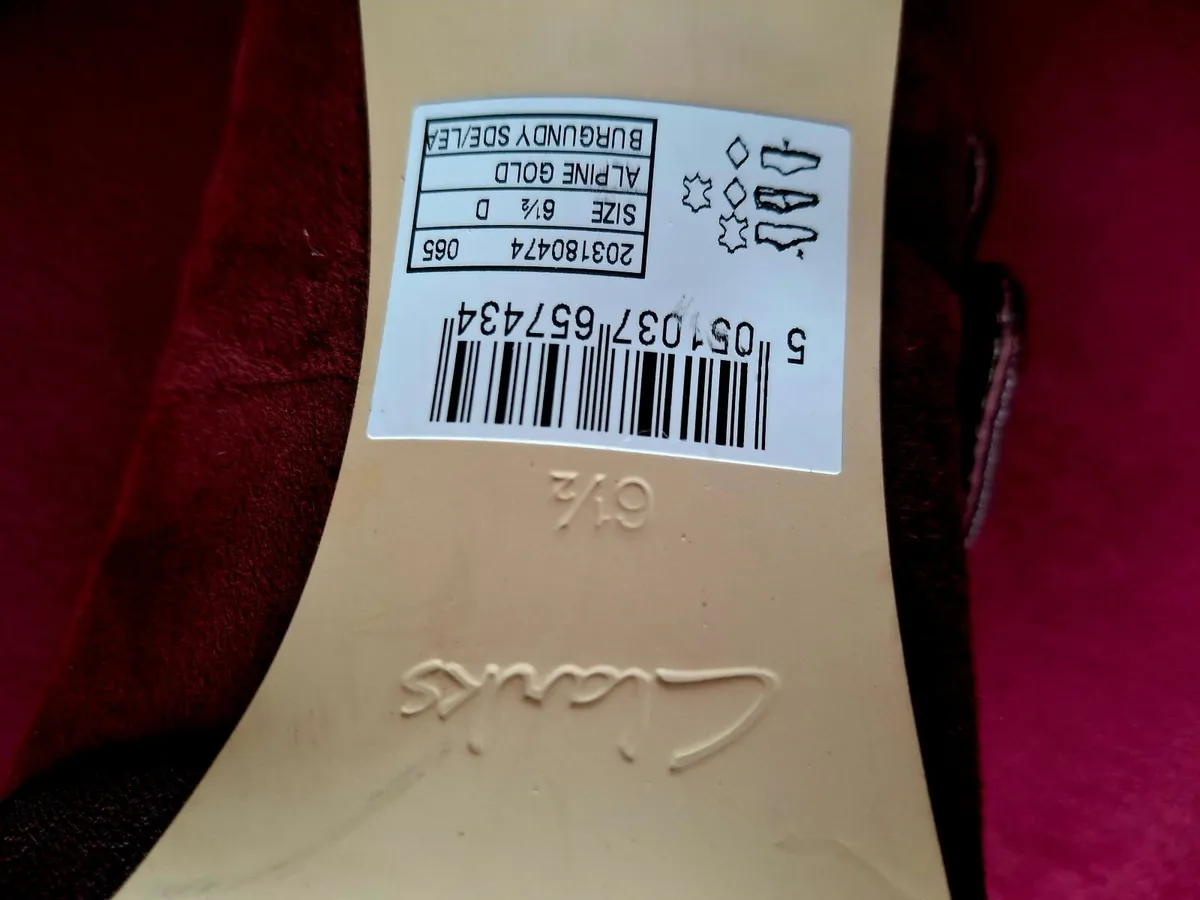 Clarks
6½
5 051037 657434
203180474 065
SIZE 6½ D
ALPINE GOLD
BURGUNDY SDE/LEA